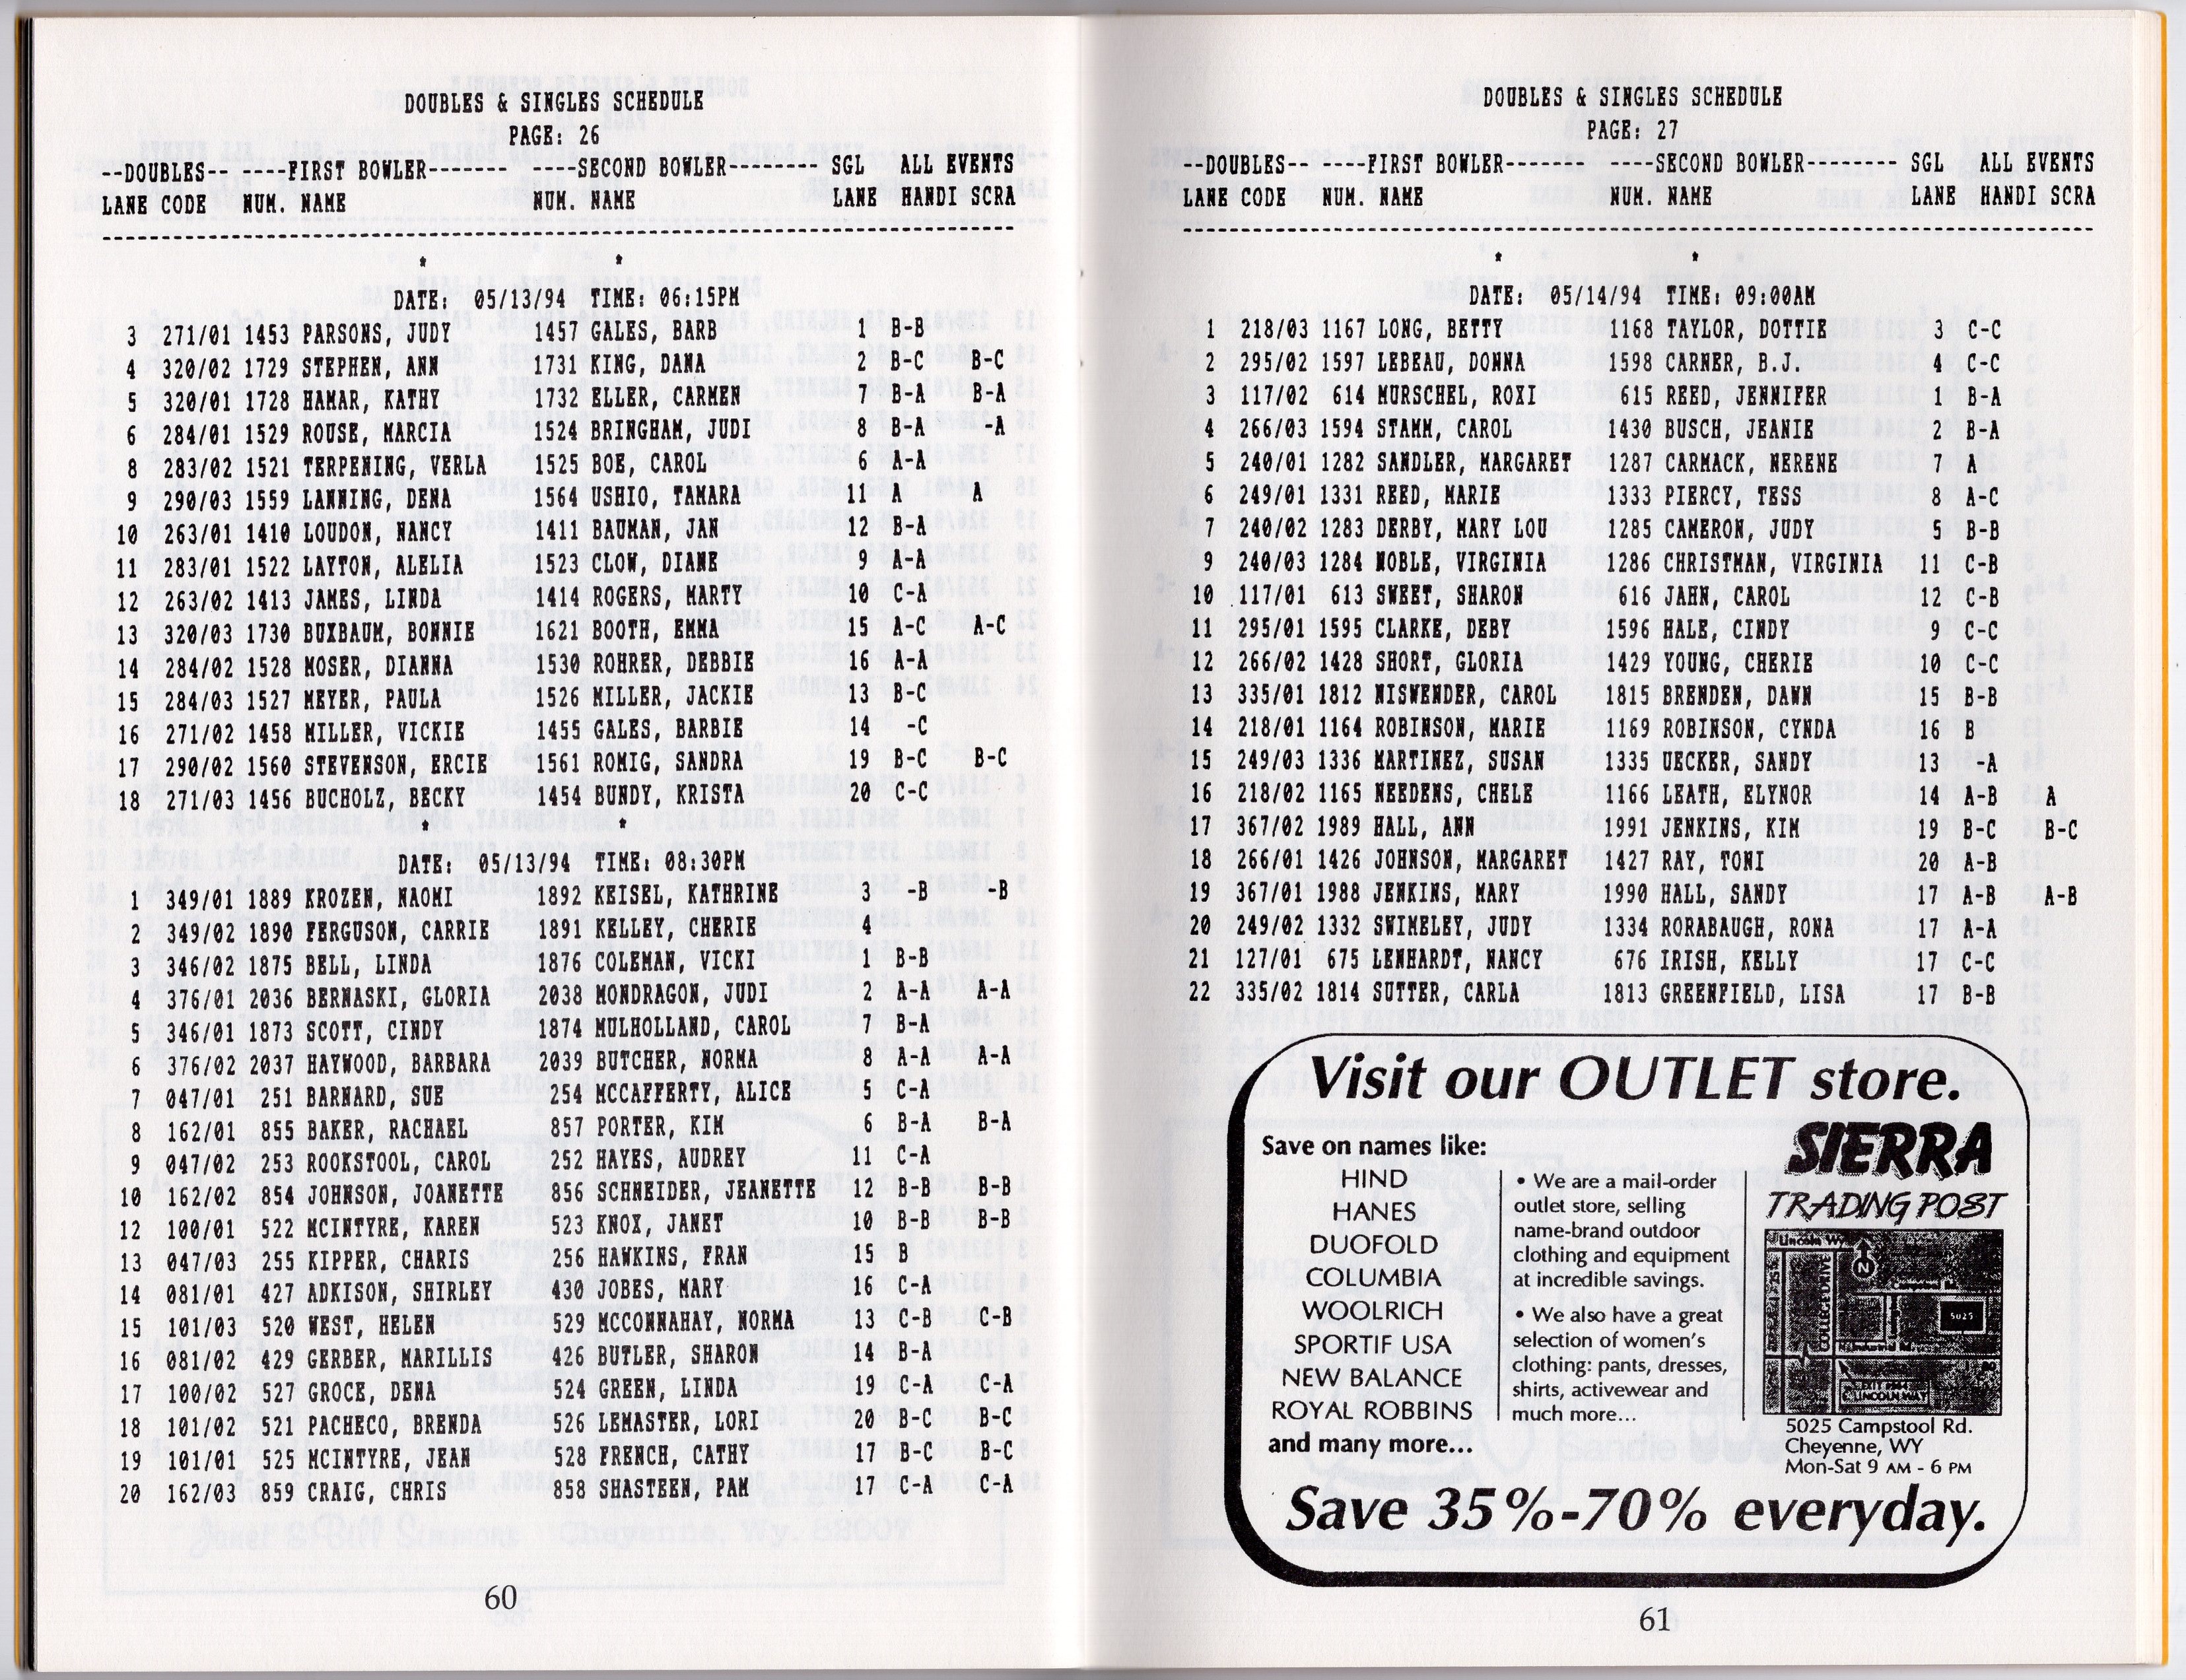 DOUBLES & SINGLES SCHEDULE
PAGE: 26
--DOUBLES-- ----FIRST BOWLER------- -----SECOND BOWLER-------- SGL ALL EVENTS
LANE CODE NUM. NAME NUM. NAME LANE HANDI SCRA
* *
DATE: 05/13/94 TIME: 06:15PM
3 271/01 1453 PARSONS, JUDY 1457 GALES, BARB 1 B-B
4 320/02 1729 STEPHEN, ANN 1731 KING, DANA 2 B-C B-C
5 320/01 1728 HAMAR, KATHY 1732 ELLER, CARMEN 7 B-A B-A
6 284/01 1529 ROUSE, MARCIA 1524 BRINGHAM, JUDI 8 B-A -A
8 283/02 1521 TERPENING, VERLA 1525 BOE, CAROL 6 A-A
9 290/03 1559 LANNING, DENA 1564 USHIO, TAMARA 11 A A
10 263/01 1410 LOUDON, NANCY 1411 BAUMAN, JAN 12 B-A
11 283/01 1522 LAYTON, ALELIA 1523 CLOW, DIANE 9 A-A
12 263/02 1413 JAMES, LINDA 1414 ROGERS, MARTY 10 C-A
13 320/03 1730 BUXBAUM, BONNIE 1621 BOOTH, EMMA 15 A-C A-C
14 284/02 1528 MOSER, DIANNA 1530 ROHRER, DEBBIE 16 A-A
15 284/03 1527 MEYER, PAULA 1526 MILLER, JACKIE 13 B-C
16 271/02 1458 MILLER, VICKIE 1455 GALES, BARBIE 14 -C
17 290/02 1560 STEVENSON, ERCIE 1561 ROMIG, SANDRA 19 B-C B-C
18 271/03 1456 BUCHOLZ, BECKY 1454 BUNDY, KRISTA 20 C-C
* *
DATE: 05/13/94 TIME: 08:30PM
1 349/01 1889 KROZEN, NAOMI 1892 KEISEL, KATHRINE 3 -B -B
2 349/02 1890 FERGUSON, CARRIE 1891 KELLEY, CHERIE 4
3 346/02 1875 BELL, LINDA 1876 COLEMAN, VICKI 1 B-B
4 376/01 2036 BERNASKI, GLORIA 2038 MONDRAGON, JUDI 2 A-A A-A
5 346/01 1873 SCOTT, CINDY 1874 MULHOLLAND, CAROL 7 B-A
6 376/02 2037 HAYWOOD, BARBARA 2039 BUTCHER, NORMA 8 A-A A-A
7 047/01 251 BARNARD, SUE 254 MCCAFFERTY, ALICE 5 C-A
8 162/01 855 BAKER, RACHAEL 857 PORTER, KIM 6 B-A B-A
9 047/02 253 ROOKSTOOL, CAROL 252 HAYES, AUDREY 11 C-A
10 162/02 854 JOHNSON, JOANETTE 856 SCHNEIDER, JEANETTE 12 B-B B-B
12 100/01 522 MCINTYRE, KAREN 523 KNOX, JANET 10 B-B B-B
13 047/03 255 KIPPER, CHARIS 256 HAWKINS, FRAN 15 B
14 081/01 427 ADKISON, SHIRLEY 430 JOBES, MARY 16 C-A
15 101/03 520 WEST, HELEN 529 MCCONNAHAY, NORMA 13 C-B C-B
16 081/02 429 GERBER, MARILLIS 426 BUTLER, SHARON 14 B-A
17 100/02 527 GROCE, DENA 524 GREEN, LINDA 19 C-A C-A
18 101/02 521 PACHECO, BRENDA 526 LEMASTER, LORI 20 B-C B-C
19 101/01 525 MCINTYRE, JEAN 528 FRENCH, CATHY 17 B-C B-C
20 162/03 859 CRAIG, CHRIS 858 SHASTEEN, PAM 17 C-A C-A
60
DOUBLES & SINGLES SCHEDULE
PAGE: 27
--DOUBLES-- ----FIRST BOWLER------- -----SECOND BOWLER-------- SGL ALL EVENTS
LANE CODE NUM. NAME NUM. NAME LANE HANDI SCRA
* *
DATE: 05/14/94 TIME: 09:00AM
1 218/03 1167 LONG, BETTY 1168 TAYLOR, DOTTIE 3 C-C
2 295/02 1597 LEBEAU, DONNA 1598 CARNER, B.J. 4 C-C
3 117/02 614 MURSCHEL, ROXI 615 REED, JENNIFER 1 B-A
4 266/03 1594 STAMM, CAROL 1430 BUSCH, JEANIE 2 B-A
5 240/01 1282 SANDLER, MARGARET 1287 CARMACK, NERENE 7 A
6 249/01 1331 REED, MARIE 1333 PIERCY, TESS 8 A-C
7 240/02 1283 DERBY, MARY LOU 1285 CAMERON, JUDY 5 B-B
9 240/03 1284 NOBLE, VIRGINIA 1286 CHRISTMAN, VIRGINIA 11 C-B
10 117/01 613 SWEET, SHARON 616 JAHN, CAROL 12 C-B
11 295/01 1595 CLARKE, DEBY 1596 HALE, CINDY 9 C-C
12 266/02 1428 SHORT, GLORIA 1429 YOUNG, CHERIE 10 C-C
13 335/01 1812 NISWENDER, CAROL 1815 BRENDEN, DAWN 15 B-B
14 218/01 1164 ROBINSON, MARIE 1169 ROBINSON, CYNDA 16 B
15 249/03 1336 MARTINEZ, SUSAN 1335 UECKER, SANDY 13 -A
16 218/02 1165 NEEDENS, CHELE 1166 LEATH, ELYNOR 14 A-B A
17 367/02 1989 HALL, ANN 1991 JENKINS, KIM 19 B-C B-C
18 266/01 1426 JOHNSON, MARGARET 1427 RAY, TONI 20 A-B
19 367/01 1988 JENKINS, MARY 1990 HALL, SANDY 17 A-B A-B
20 249/02 1332 SWIMELEY, JUDY 1334 RORABAUGH, RONA 17 A-A
21 127/01 675 LENHARDT, NANCY 676 IRISH, KELLY 17 C-C
22 335/02 1814 SUTTER, CARLA 1813 GREENFIELD, LISA 17 B-B
Visit our OUTLET store.
Save on names like:
HIND
HANES
DUOFOLD
COLUMBIA
WOOLRICH
SPORTIF USA
NEW BALANCE
ROYAL ROBBINS
and many more...
• We are a mail-order
outlet store, selling
name-brand outdoor
clothing and equipment
at incredible savings.
• We also have a great
selection of women's
clothing: pants, dresses,
shirts, activewear and
much more...
SIERRA
TRADING POST
Lincoln Wy
COLLEGE DRIVE
N
5025
LINCOLNWAY
5025 Campstool Rd.
Cheyenne, WY
Mon-Sat 9 AM - 6 PM
Save 35%-70% everyday.
61